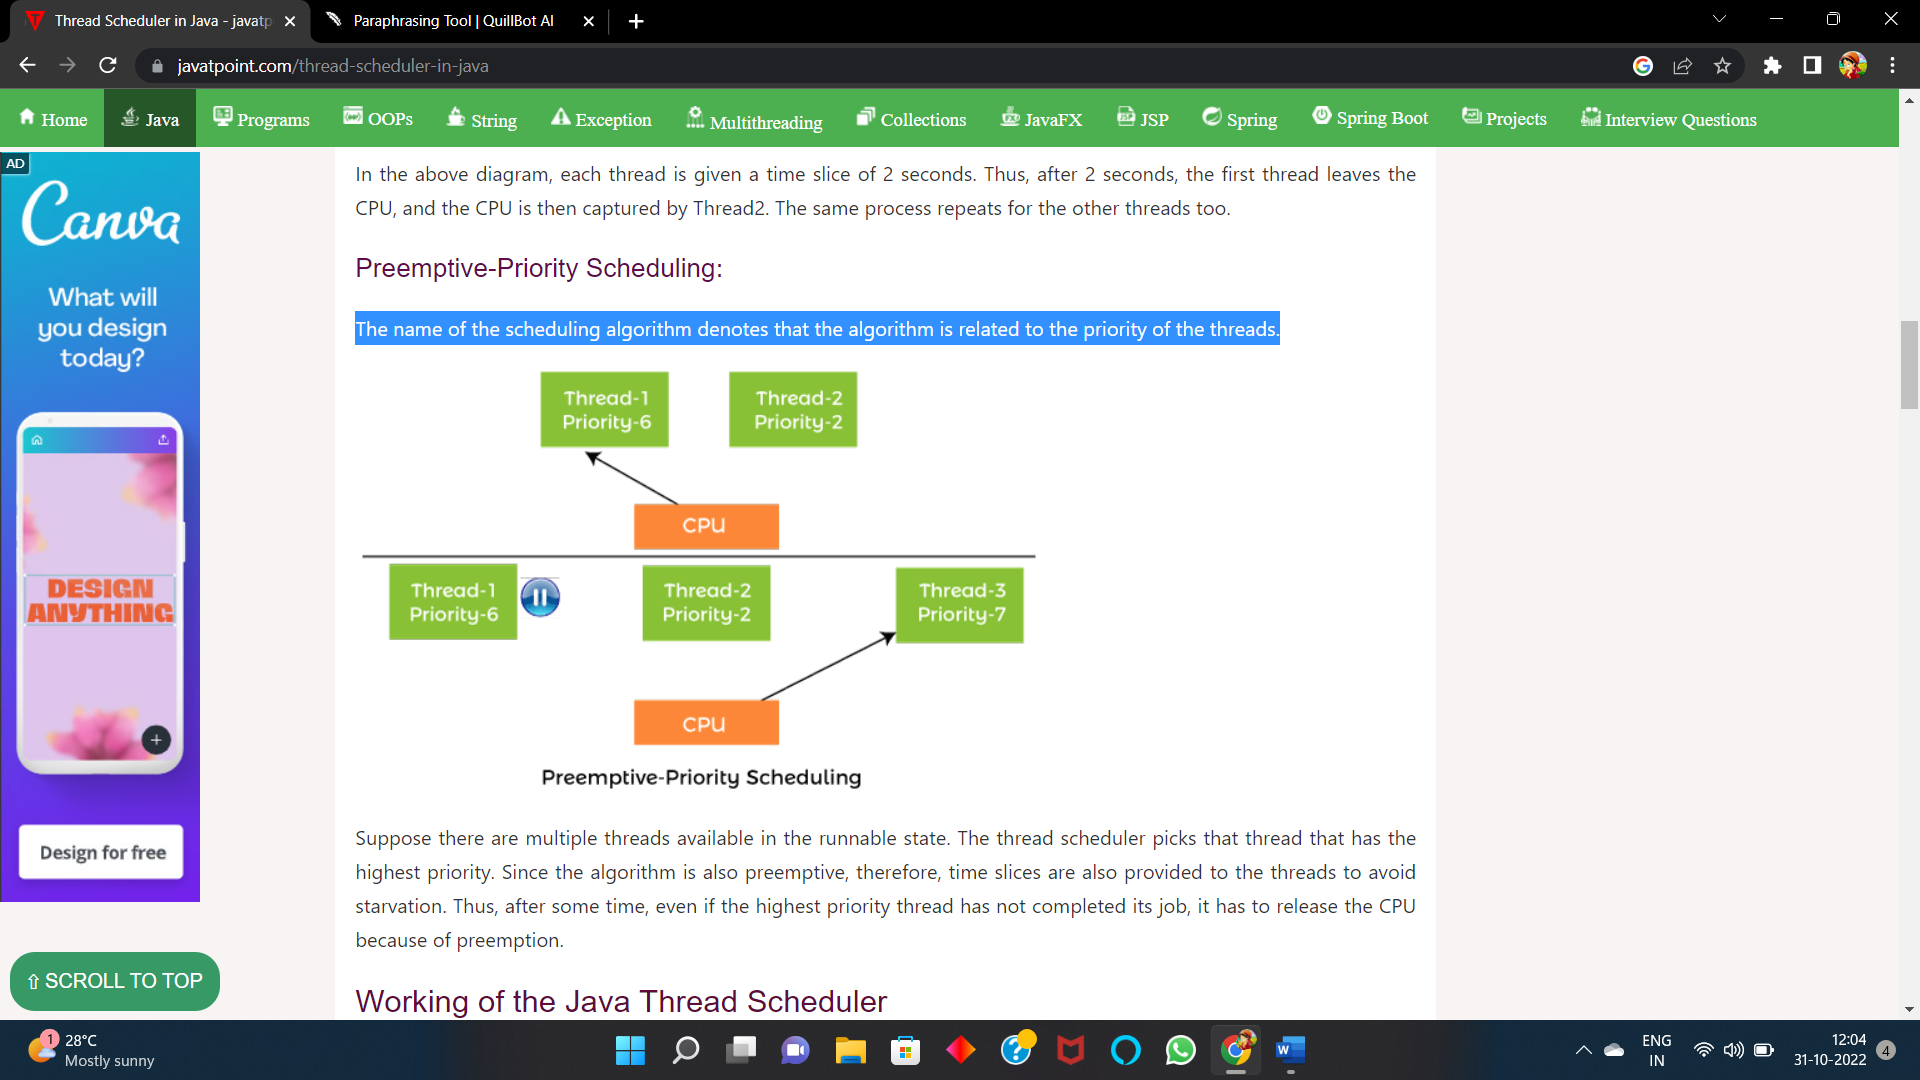 Thread Scheduler in Java - javatp
Paraphrasing Tool | QuillBot AI
javatpoint.com/thread-scheduler-in-java
Home Java Programs OOPs String Exception Multithreading Collections JavaFX JSP Spring Spring Boot Projects Interview Questions
AD
Canva
What will
you design
today?
DESIGN
ANYTHING
Design for free
⇧ SCROLL TO TOP
In the above diagram, each thread is given a time slice of 2 seconds. Thus, after 2 seconds, the first thread leaves the
CPU, and the CPU is then captured by Thread2. The same process repeats for the other threads too.
Preemptive-Priority Scheduling:
The name of the scheduling algorithm denotes that the algorithm is related to the priority of the threads.
Thread-1
Priority-6
Thread-2
Priority-2
CPU
Thread-1
Priority-6
Thread-2
Priority-2
Thread-3
Priority-7
CPU
Preemptive-Priority Scheduling
Suppose there are multiple threads available in the runnable state. The thread scheduler picks that thread that has the
highest priority. Since the algorithm is also preemptive, therefore, time slices are also provided to the threads to avoid
starvation. Thus, after some time, even if the highest priority thread has not completed its job, it has to release the CPU
because of preemption.
Working of the Java Thread Scheduler
1
28°C
Mostly sunny
ENG
IN
12:04
31-10-2022
4